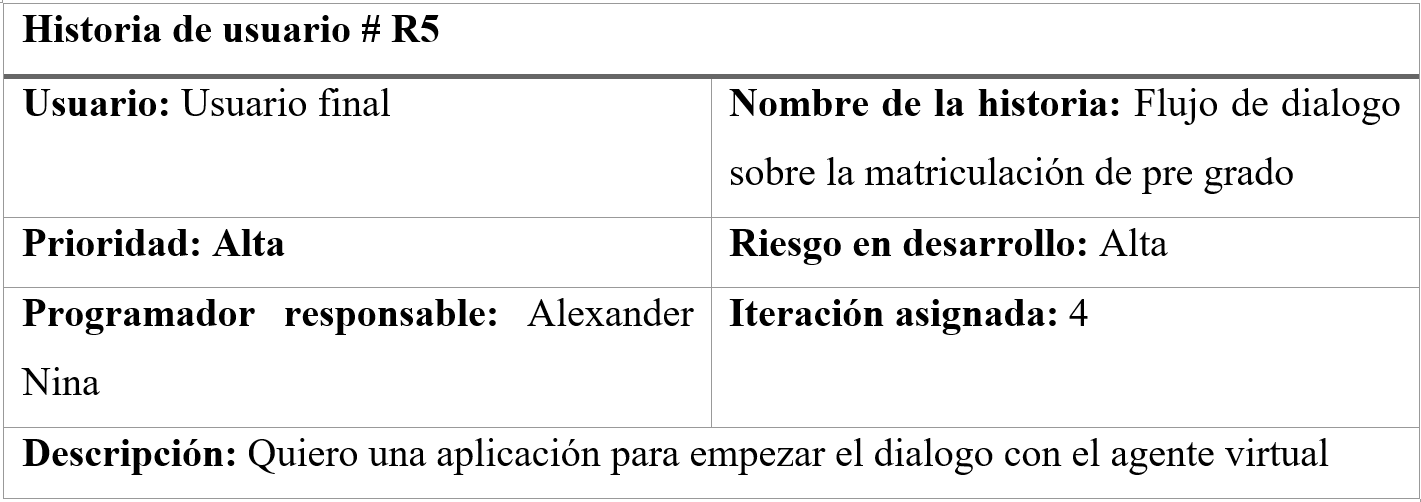 Historia de usuario # R5
Usuario: Usuario final
Nombre de la historia: Flujo de dialogo
sobre la matriculación de pre grado
Prioridad: Alta
Riesgo en desarrollo: Alta
Programador responsable: Alexander
Nina
Iteración asignada: 4
Descripción: Quiero una aplicación para empezar el dialogo con el agente virtual